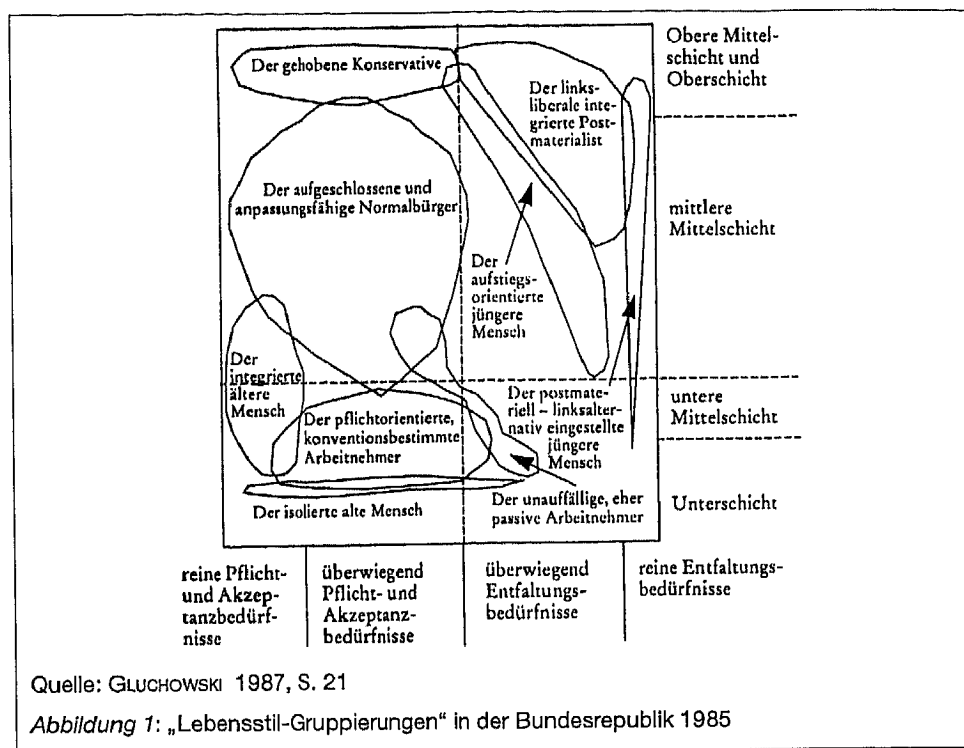 Der gehobene Konservative
Der links-
liberale inte-
grierte Post-
materialist
Obere Mittel-
schicht und
Oberschicht
Der aufgeschlossene und
anpassungsfähige Normalbürger
mittlere
Mittelschicht
Der
aufstiegs-
orientierte
jüngere
Mensch
Der
integrierte
ältere
Mensch
Der pflichtorientierte,
konventionsbestimmte
Arbeitnehmer
Der postmate-
riell – linksalter-
nativ eingestellte
jüngere
Mensch
untere
Mittelschicht
Der isolierte alte Mensch
Der unauffällige, eher
passive Arbeitnehmer
Unterschicht
reine Pflicht-
und Akzep-
tanzbedürf-
nisse
überwiegend
Pflicht- und
Akzeptanz-
bedürfnisse
überwiegend
Entfaltungs-
bedürfnisse
reine Entfaltungs-
bedürfnisse
Quelle: GLUCHOWSKI 1987, S. 21
Abbildung 1: „Lebensstil-Gruppierungen“ in der Bundesrepublik 1985